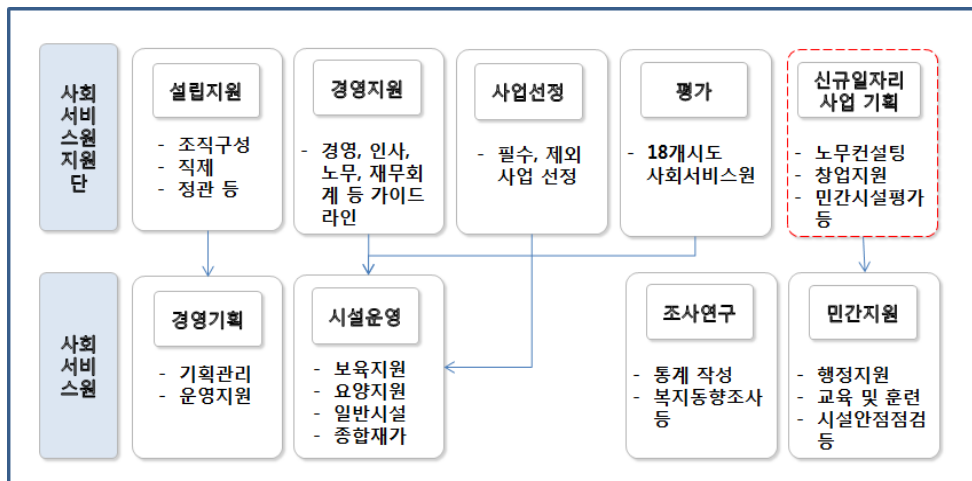 사회
서비
스원
지원
단
설립지원
- 조직구성
- 직제
- 정관 등
경영지원
- 경영, 인사,
노무, 재무회
계 등 가이드
라인
사업선정
- 필수, 제외
사업 선정
평가
- 18개시도
사회서비스원
신규일자리
사업 기획
- 노무컨설팅
- 창업지원
- 민간시설평가
등
사회
서비
스원
경영기획
- 기획관리
- 운영지원
시설운영
- 보육지원
- 요양지원
- 일반시설
- 종합재가
조사연구
- 통계 작성
- 복지동향조사
등
민간지원
- 행정지원
- 교육 및 훈련
- 시설안점점검
등